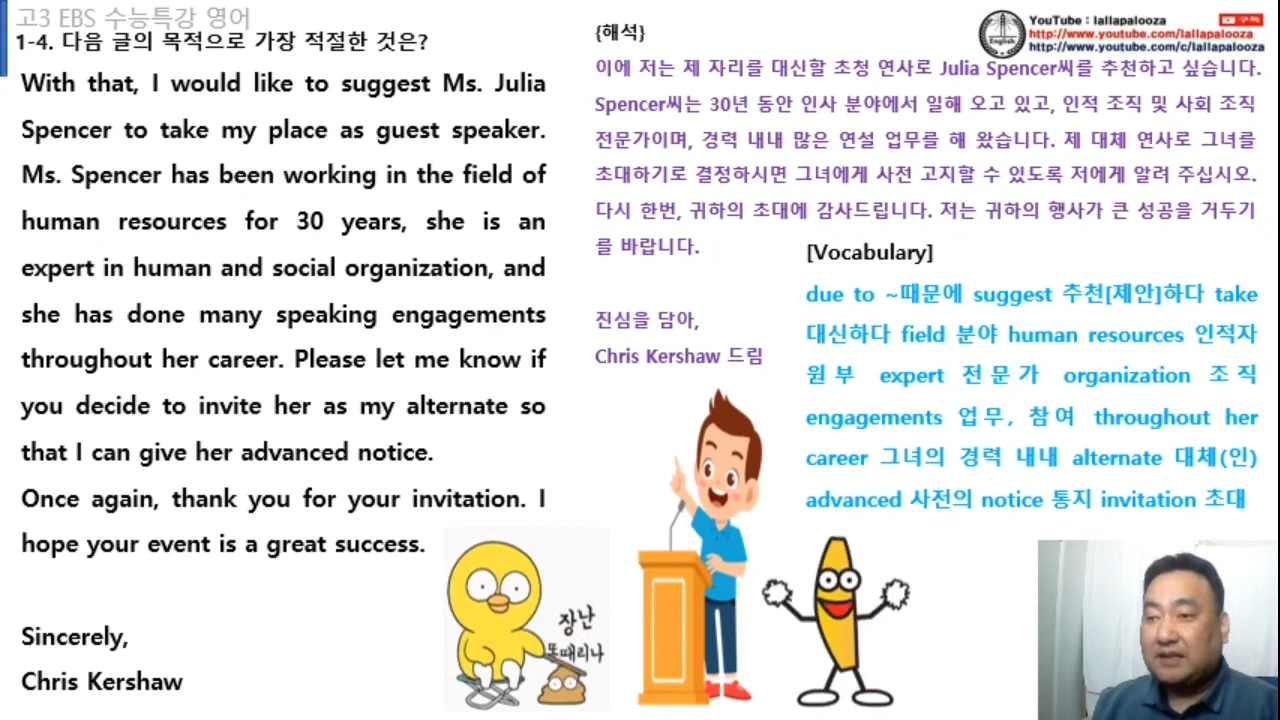 고3 EBS 수능특강 영어
1-4. 다음 글의 목적으로 가장 적절한 것은?
With that, I would like to suggest Ms. Julia
Spencer to take my place as guest speaker.
Ms. Spencer has been working in the field of
human resources for 30 years, she is an
expert in human and social organization, and
she has done many speaking engagements
throughout her career. Please let me know if
you decide to invite her as my alternate so
that I can give her advanced notice.
Once again, thank you for your invitation. I
hope your event is a great success.
Sincerely,
Chris Kershaw
{해석}
이에 저는 제 자리를 대신할 초청 연사로 Julia Spencer씨를 추천하고 싶습니다.
Spencer씨는 30년 동안 인사 분야에서 일해 오고 있고, 인적 조직 및 사회 조직
전문가이며, 경력 내내 많은 연설 업무를 해 왔습니다. 제 대체 연사로 그녀를
초대하기로 결정하시면 그녀에게 사전 고지할 수 있도록 저에게 알려 주십시오.
다시 한번, 귀하의 초대에 감사드립니다. 저는 귀하의 행사가 큰 성공을 거두기
를 바랍니다.
진심을 담아,
Chris Kershaw 드림
[Vocabulary]
due to ~때문에 suggest 추천[제안]하다 take
대신하다 field 분야 human resources 인적자
원부 expert 전문가 organization 조직
engagements 업무, 참여 throughout her
career 그녀의 경력 내내 alternate 대체(인)
advanced 사전의 notice 통지 invitation 초대
YouTube : lallapalooza
구독
http://www.youtube.com/lallapalooza
http://www.youtube.com/c/lallapalooza
English
장난
똥때리나